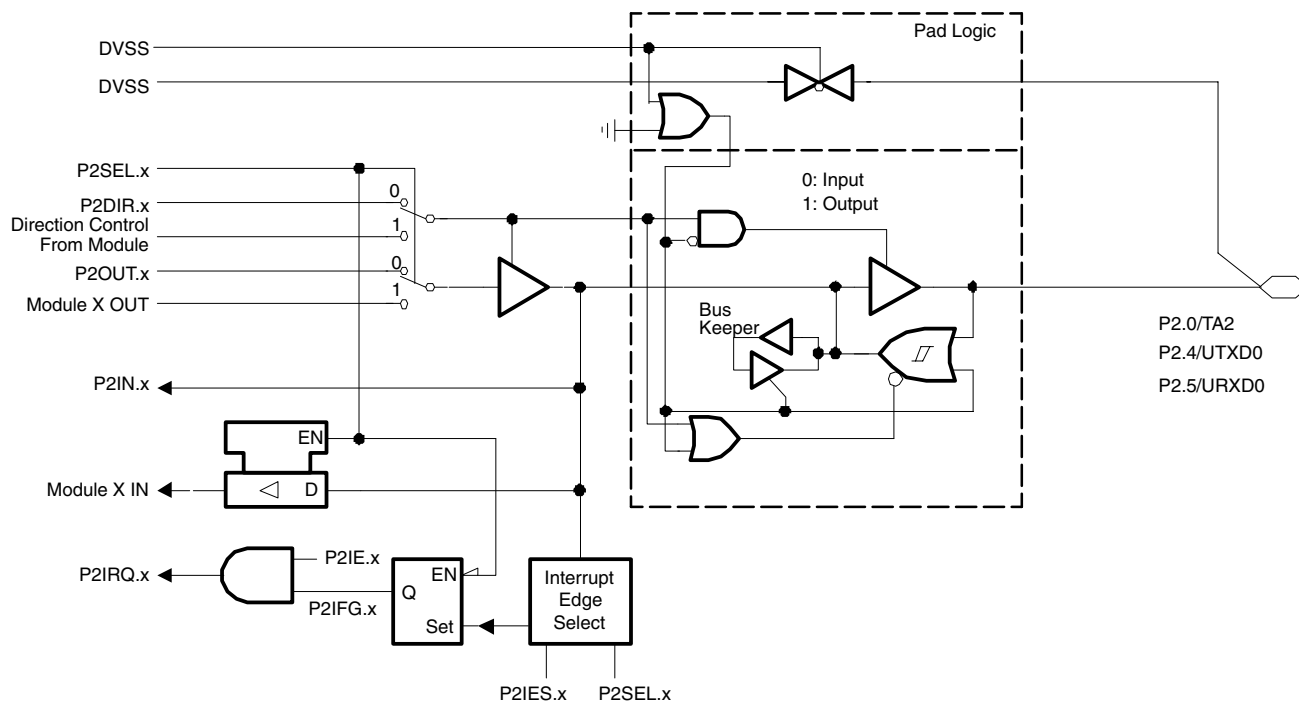 Pad Logic
DVSS
DVSS
P2SEL.x
0: Input
0
P2DIR.x
1: Output
Direction Control
From Module
1
0
P2OUT.x
1
Module X OUT
Bus
Keeper
P2.0/TA2
P2.4/UTXD0
P2.5/URXD0
P2IN.x
EN
Module X IN
D
P2IE.x
P2IRQ.x
EN
Q
P2IFG.x
Set
Interrupt
Edge
Select
P2IES.x
P2SEL.x